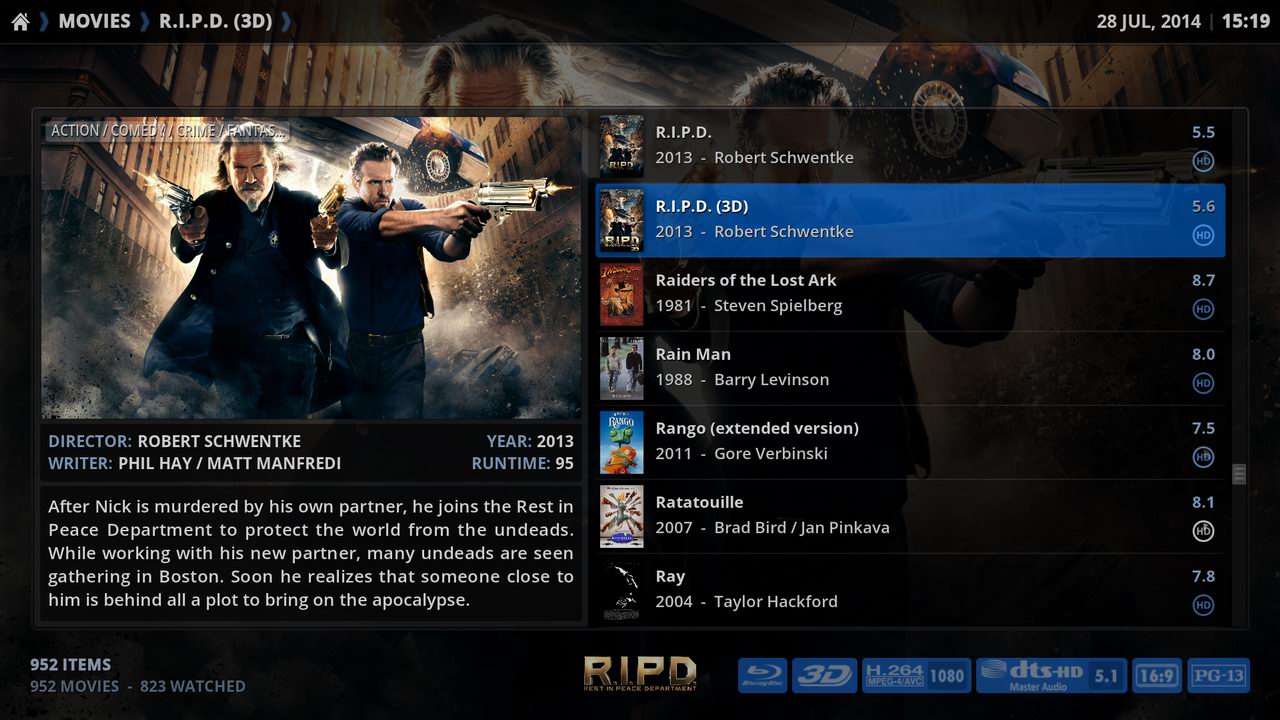 MOVIES R.I.P.D. (3D)
28 JUL, 2014 | 15:19
ACTION / COMEDY / CRIME / FANTAS...
DIRECTOR: ROBERT SCHWENTKE
YEAR: 2013
WRITER: PHIL HAY / MATT MANFREDI
RUNTIME: 95
After Nick is murdered by his own partner, he joins the Rest in
Peace Department to protect the world from the undeads.
While working with his new partner, many undeads are seen
gathering in Boston. Soon he realizes that someone close to
him is behind all a plot to bring on the apocalypse.
R.I.P.D.
5.5
2013 - Robert Schwentke
HD
R.I.P.D. (3D)
5.6
2013 - Robert Schwentke
HD
Raiders of the Lost Ark
8.7
1981 - Steven Spielberg
HD
Rain Man
8.0
1988 - Barry Levinson
HD
Rango (extended version)
7.5
2011 - Gore Verbinski
HD
Ratatouille
8.1
2007 - Brad Bird / Jan Pinkava
HD
Ray
7.8
2004 - Taylor Hackford
HD
952 ITEMS
952 MOVIES - 823 WATCHED
R.I.P.D.
REST IN PEACE DEPARTMENT
Blu-ray Disc
3D
H.264
MPEG-4/AVC
1080
dts-HD
Master Audio
5.1
16:9
PG-13